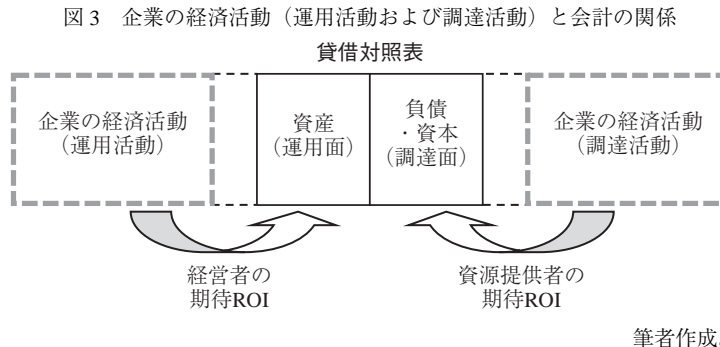 図3 企業の経済活動（運用活動および調達活動）と会計の関係
貸借対照表
企業の経済活動
（運用活動）
資産
（運用面）
負債
・資本
（調達面）
企業の経済活動
（調達活動）
経営者の
期待ROI
資源提供者の
期待ROI
筆者作成。